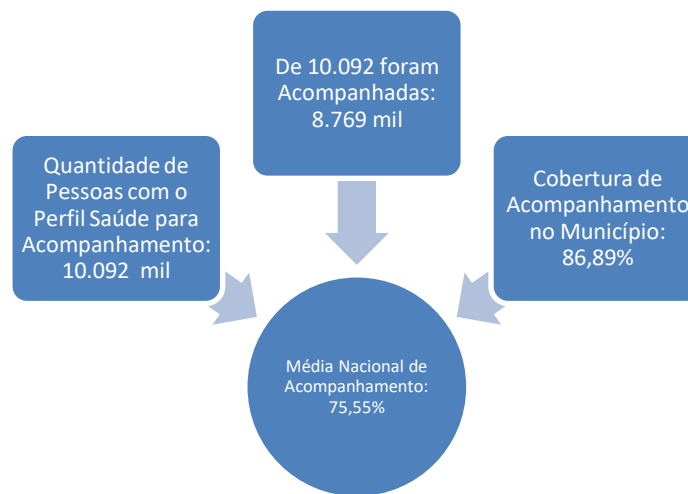 De 10.092 foram
Acompanhadas:
8.769 mil
Quantidade de
Pessoas com o
Perfil Saúde para
Acompanhamento:
10.092 mil
Cobertura de
Acompanhamento
no Município:
86,89%
Média Nacional de
Acompanhamento:
75,55%